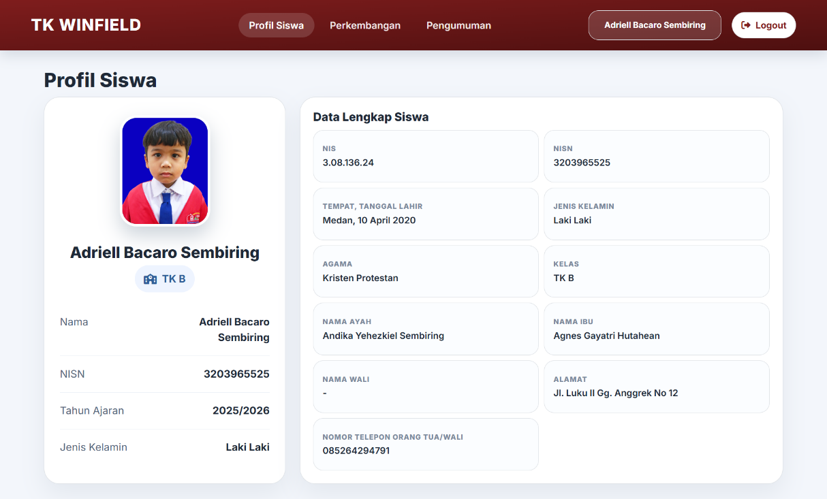 TK WINFIELD
Profil Siswa
Perkembangan
Pengumuman
Adriell Bacaro Sembiring
Logout
Profil Siswa
Adriell Bacaro Sembiring
TK B
Nama
Adriell Bacaro
Sembiring
NISN
3203965525
Tahun Ajaran
2025/2026
Jenis Kelamin
Laki Laki
Data Lengkap Siswa
NIS
3.08.136.24
NISN
3203965525
TEMPAT, TANGGAL LAHIR
Medan, 10 April 2020
JENIS KELAMIN
Laki Laki
AGAMA
Kristen Protestan
KELAS
TK B
NAMA AYAH
Andika Yehezkiel Sembiring
NAMA IBU
Agnes Gayatri Hutahean
NAMA WALI
-
ALAMAT
Jl. Luku II Gg. Anggrek No 12
NOMOR TELEPON ORANG TUA/WALI
085264294791